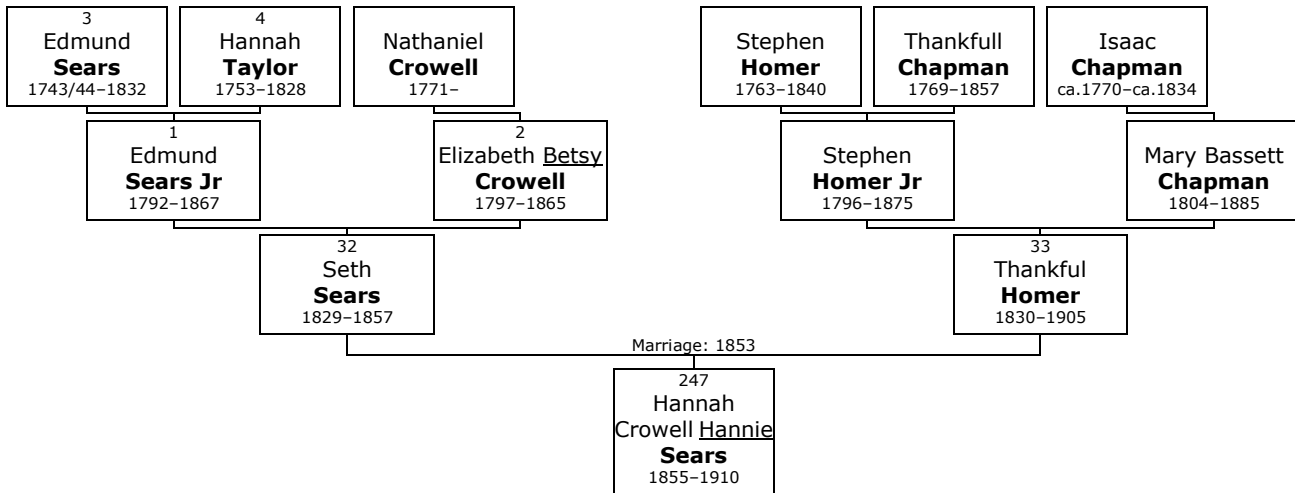 3
Edmund
Sears
1743/44–1832
4
Hannah
Taylor
1753–1828
Nathaniel
Crowell
1771–
Stephen
Homer
1763–1840
Thankfull
Chapman
1769–1857
Isaac
Chapman
ca.1770–ca.1834
1
Edmund
Sears Jr
1792–1867
2
Elizabeth Betsy
Crowell
1797–1865
Stephen
Homer Jr
1796–1875
Mary Bassett
Chapman
1804–1885
32
Seth
Sears
1829–1857
33
Thankful
Homer
1830–1905
Marriage: 1853
247
Hannah
Crowell Hannie
Sears
1855–1910